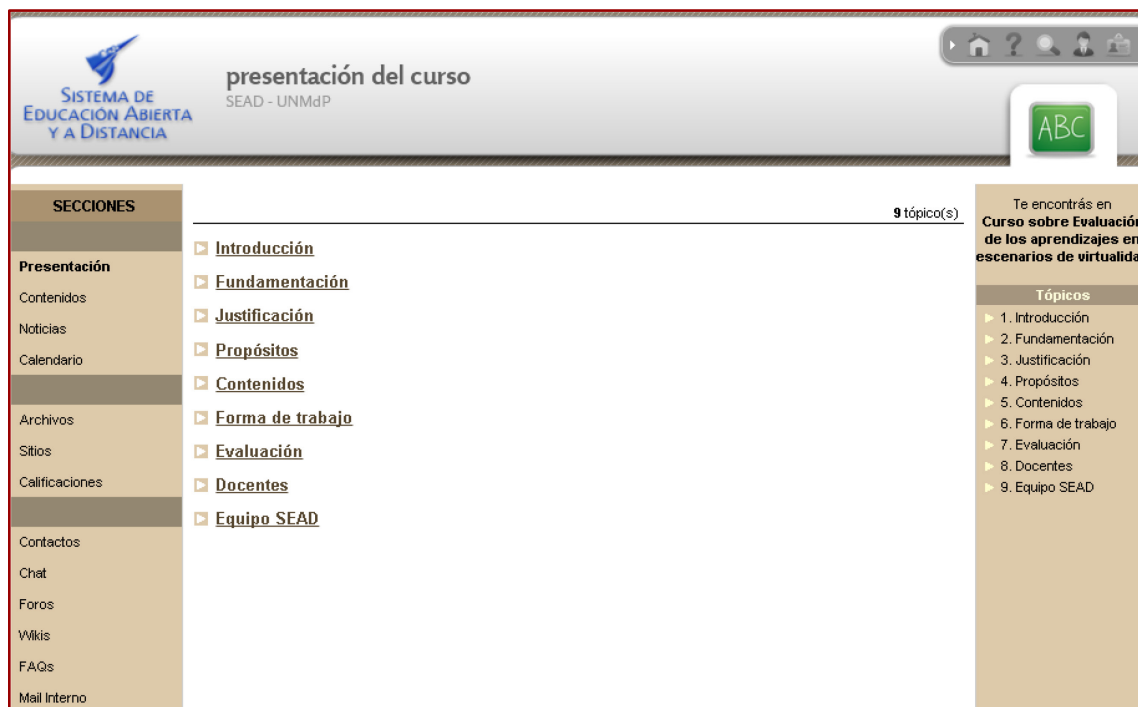 SISTEMA DE
EDUCACIÓN ABIERTA
Y A DISTANCIA
presentación del curso
SEAD - UNMdP
?
ABC
SECCIONES
Presentación
Contenidos
Noticias
Calendario
Archivos
Sitios
Calificaciones
Contactos
Chat
Foros
Wikis
FAQs
Mail Interno
9 tópico(s)
Introducción
Fundamentación
Justificación
Propósitos
Contenidos
Forma de trabajo
Evaluación
Docentes
Equipo SEAD
Te encontrás en
Curso sobre Evaluación
de los aprendizajes en
escenarios de virtualida
Tópicos
1. Introducción
2. Fundamentación
3. Justificación
4. Propósitos
5. Contenidos
6. Forma de trabajo
7. Evaluación
8. Docentes
9. Equipo SEAD